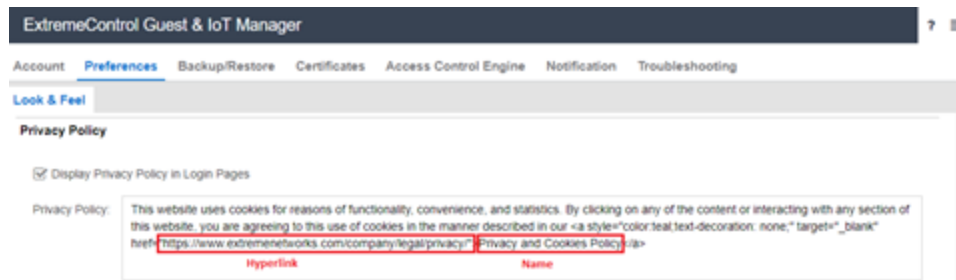 ExtremeControl Guest & IoT Manager ?
Account Preferences Backup/Restore Certificates Access Control Engine Notification Troubleshooting
Look & Feel
Privacy Policy
Display Privacy Policy in Login Pages
Privacy Policy: This website uses cookies for reasons of functionality, convenience, and statistics. By clicking on any of the content or interacting with any section of
this website, you are agreeing to this use of cookies in the manner described in our <a style="color:teal;text-decoration: none;" target="_blank"
href="https://www.extremenetworks.com/company/legal/privacy/">Privacy and Cookies Policy</a>
Hyperlink Name